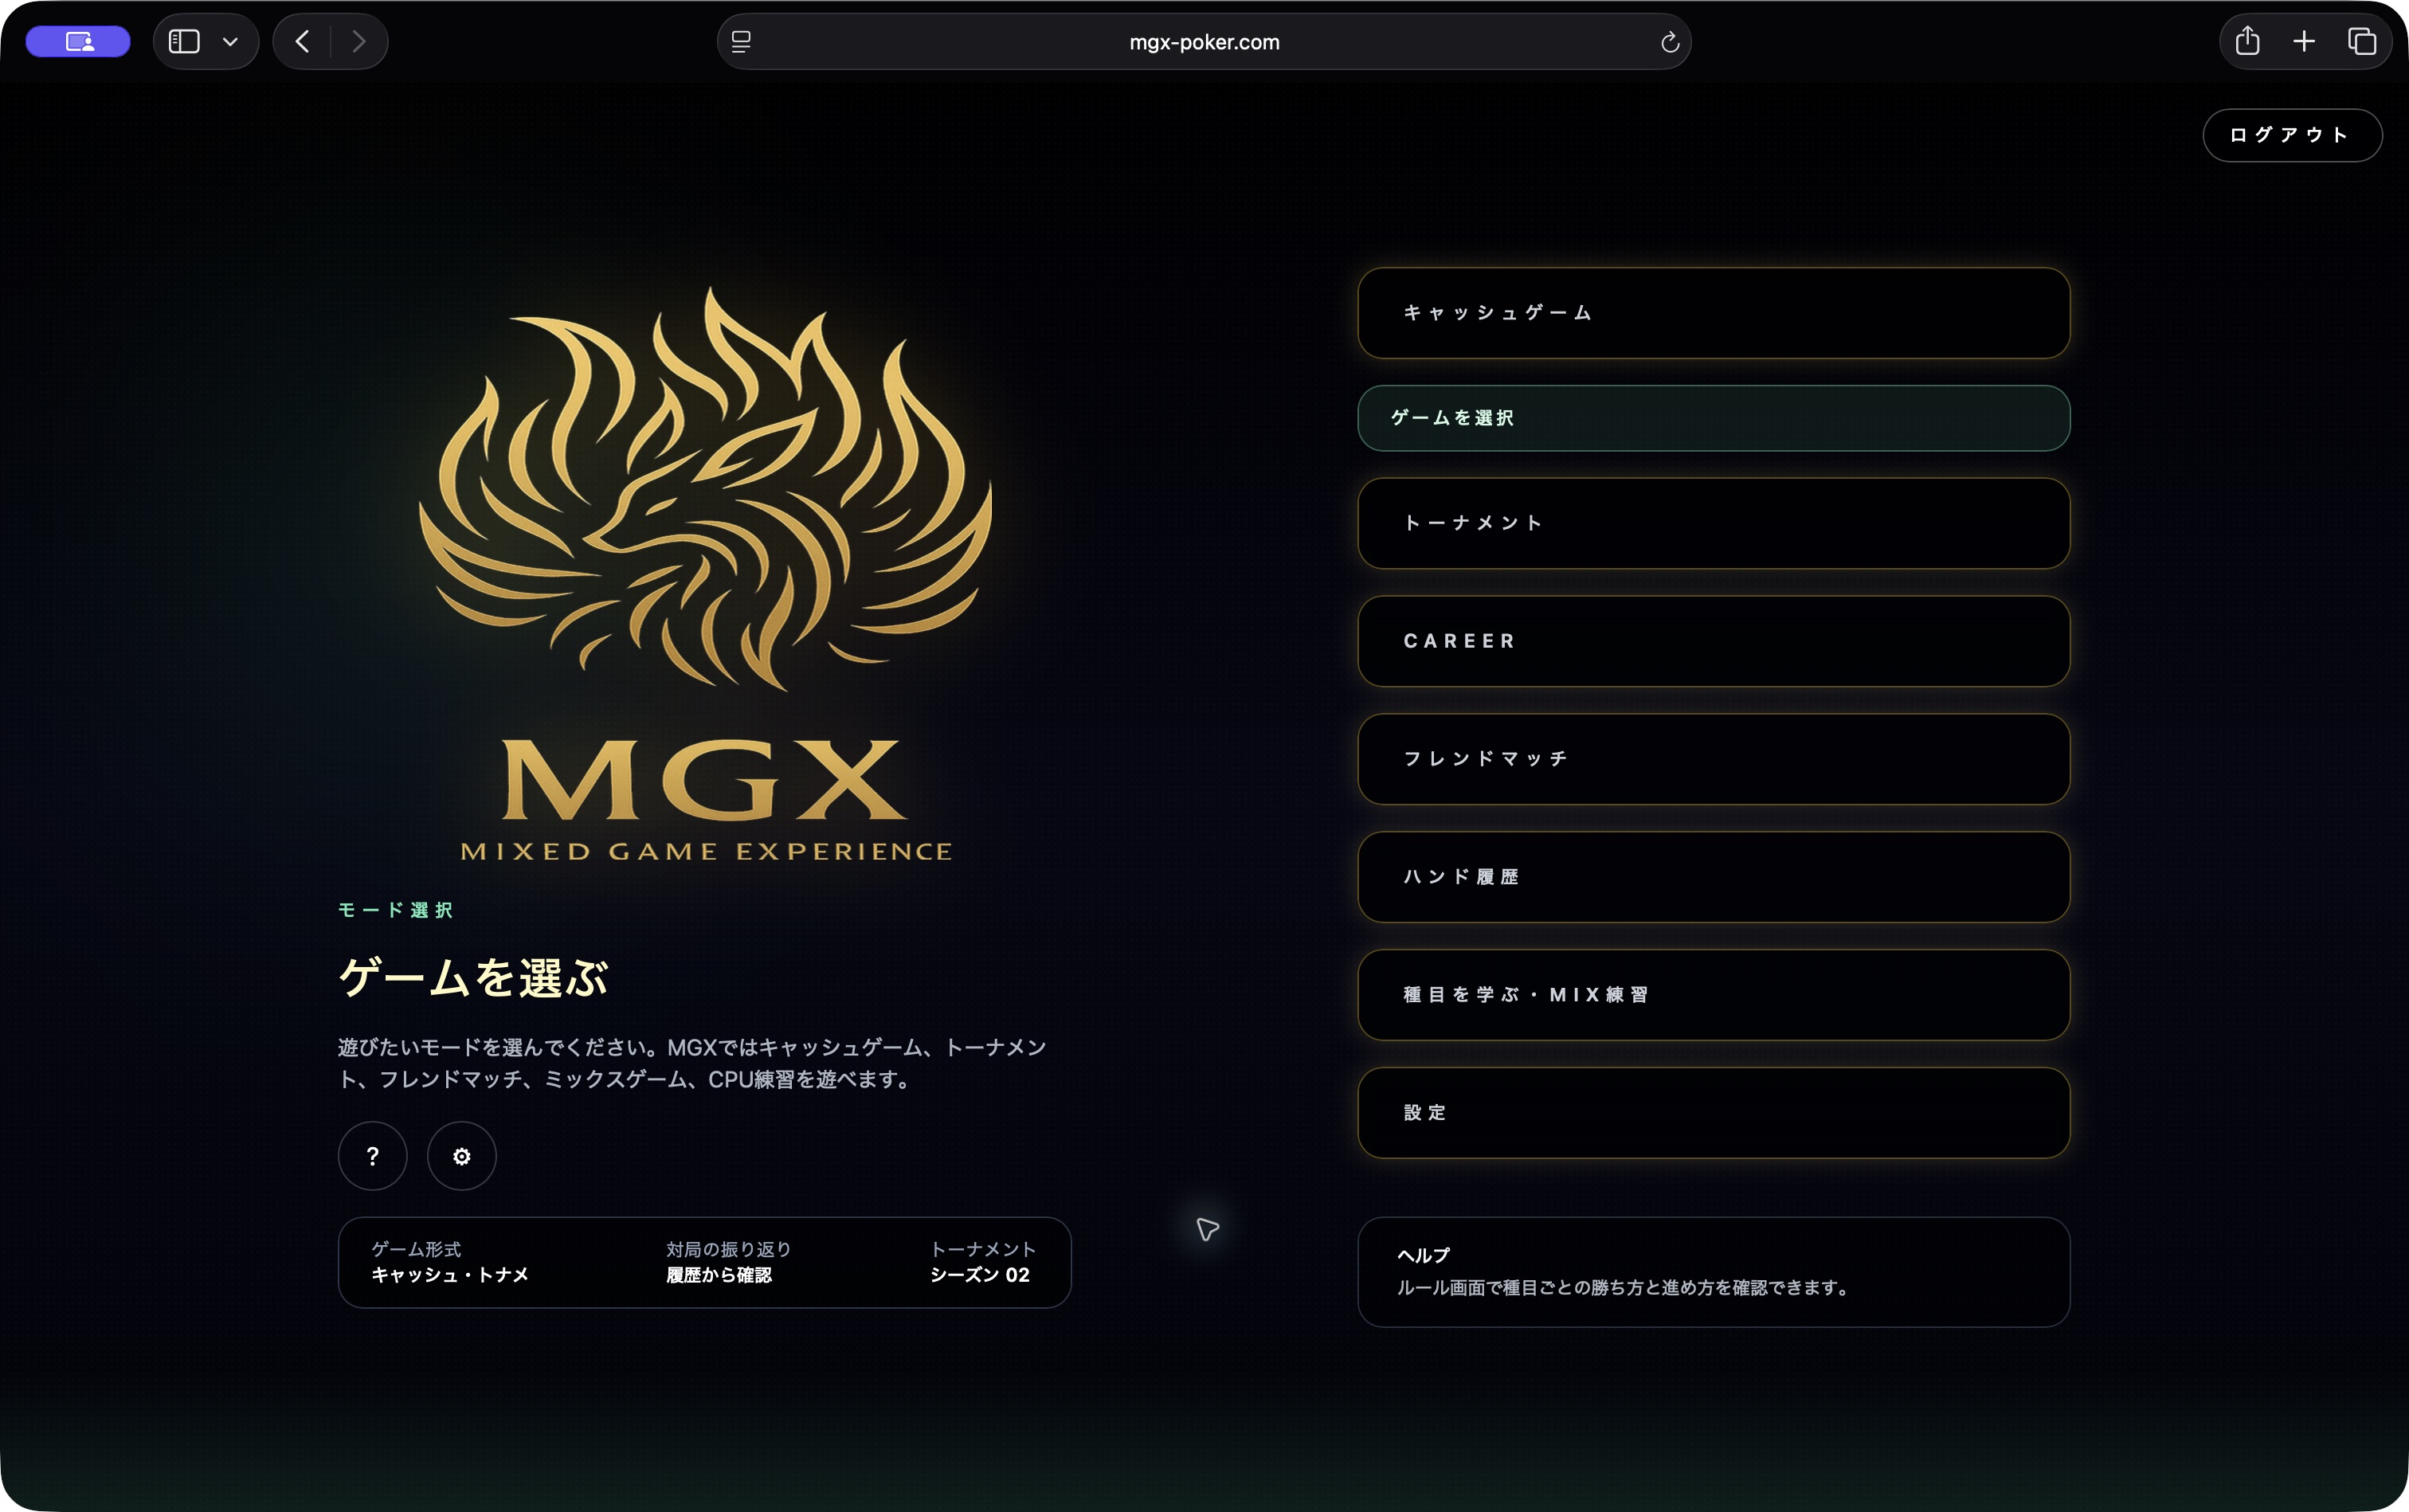 mgx-poker.com
ログアウト
MGX
MIXED GAME EXPERIENCE
モード選択
ゲームを選ぶ
遊びたいモードを選んでください。MGXではキャッシュゲーム、トーナメン
ト、フレンドマッチ、ミックスゲーム、CPU練習を遊べます。
?
ゲーム形式
キャッシュ・トナメ
対局の振り返り
履歴から確認
トーナメント
シーズン 02
キャッシュゲーム
ゲームを選択
トーナメント
CAREER
フレンドマッチ
ハンド履歴
種目を学ぶ・MIX練習
設定
ヘルプ
ルール画面で種目ごとの勝ち方と進め方を確認できます。